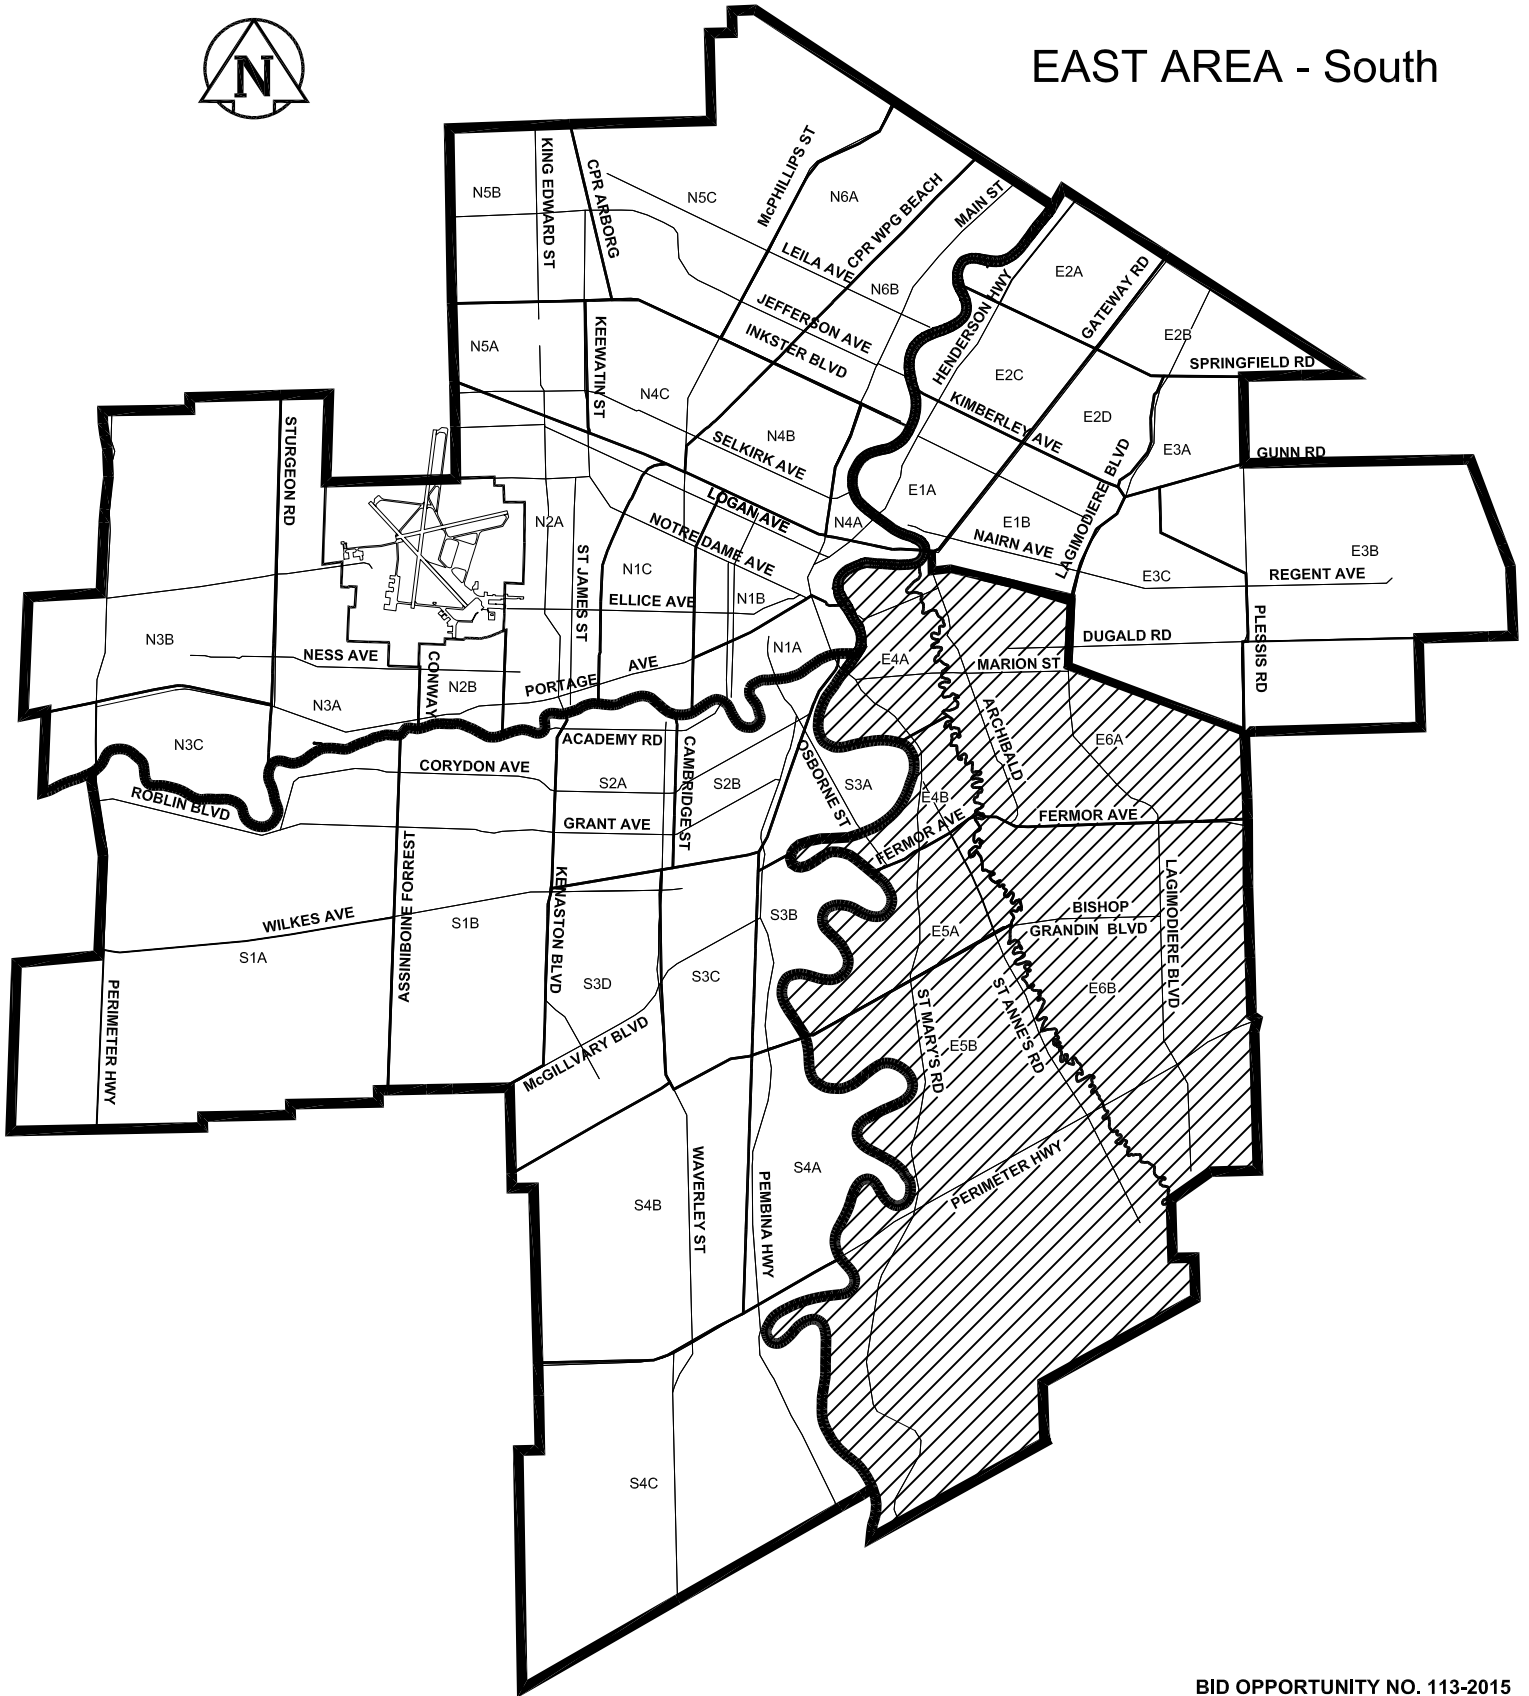 N
EAST AREA - South
KING EDWARD ST
CPR ARBORG
McPHILLIPS ST
CPR WPG BEACH
MAIN ST
N5B
N5C
N6A
LEILA AVE
N6B
JEFFERSON AVE
INKSTER BLVD
HENDERSON HWY
E2A
GATEWAY RD
E2B
SPRINGFIELD RD
N5A
KEEWATIN ST
N4C
N4B
SELKIRK AVE
E2C
KIMBERLEY AVE
E2D
E3A
GUNN RD
LAGIMODIERE BLVD
STURGEON RD
N2A
LOGAN AVE
NOTRE DAME AVE
N4A
E1A
E1B
NAIRN AVE
E3B
E3C
REGENT AVE
ST JAMES ST
N1C
ELLICE AVE
N1B
PLESSIS RD
DUGALD RD
N3B
NESS AVE
CONWAY
N2B
PORTAGE
AVE
N1A
E4A
MARION ST
N3A
N3C
ACADEMY RD
CORYDON AVE
CAMBRIDGE ST
OSBORNE ST
ARCHIBALD
E6A
ROBLIN BLVD
S2A
S2B
S3A
E4B
GRANT AVE
FERMOR AVE
FERMOR AVE
ASSINIBOINE FORREST
KENASTON BLVD
LAGIMODIERE BLVD
WILKES AVE
S1B
S3B
E5A
BISHOP
GRANDIN BLVD
S1A
S3D
S3C
E6B
PERIMETER HWY
McGILLVARY BLVD
ST MARY'S RD
ST ANNE'S RD
E5B
WAVERLEY ST
PEMBINA HWY
S4A
PERIMETER HWY
S4B
S4C
BID OPPORTUNITY NO. 113-2015